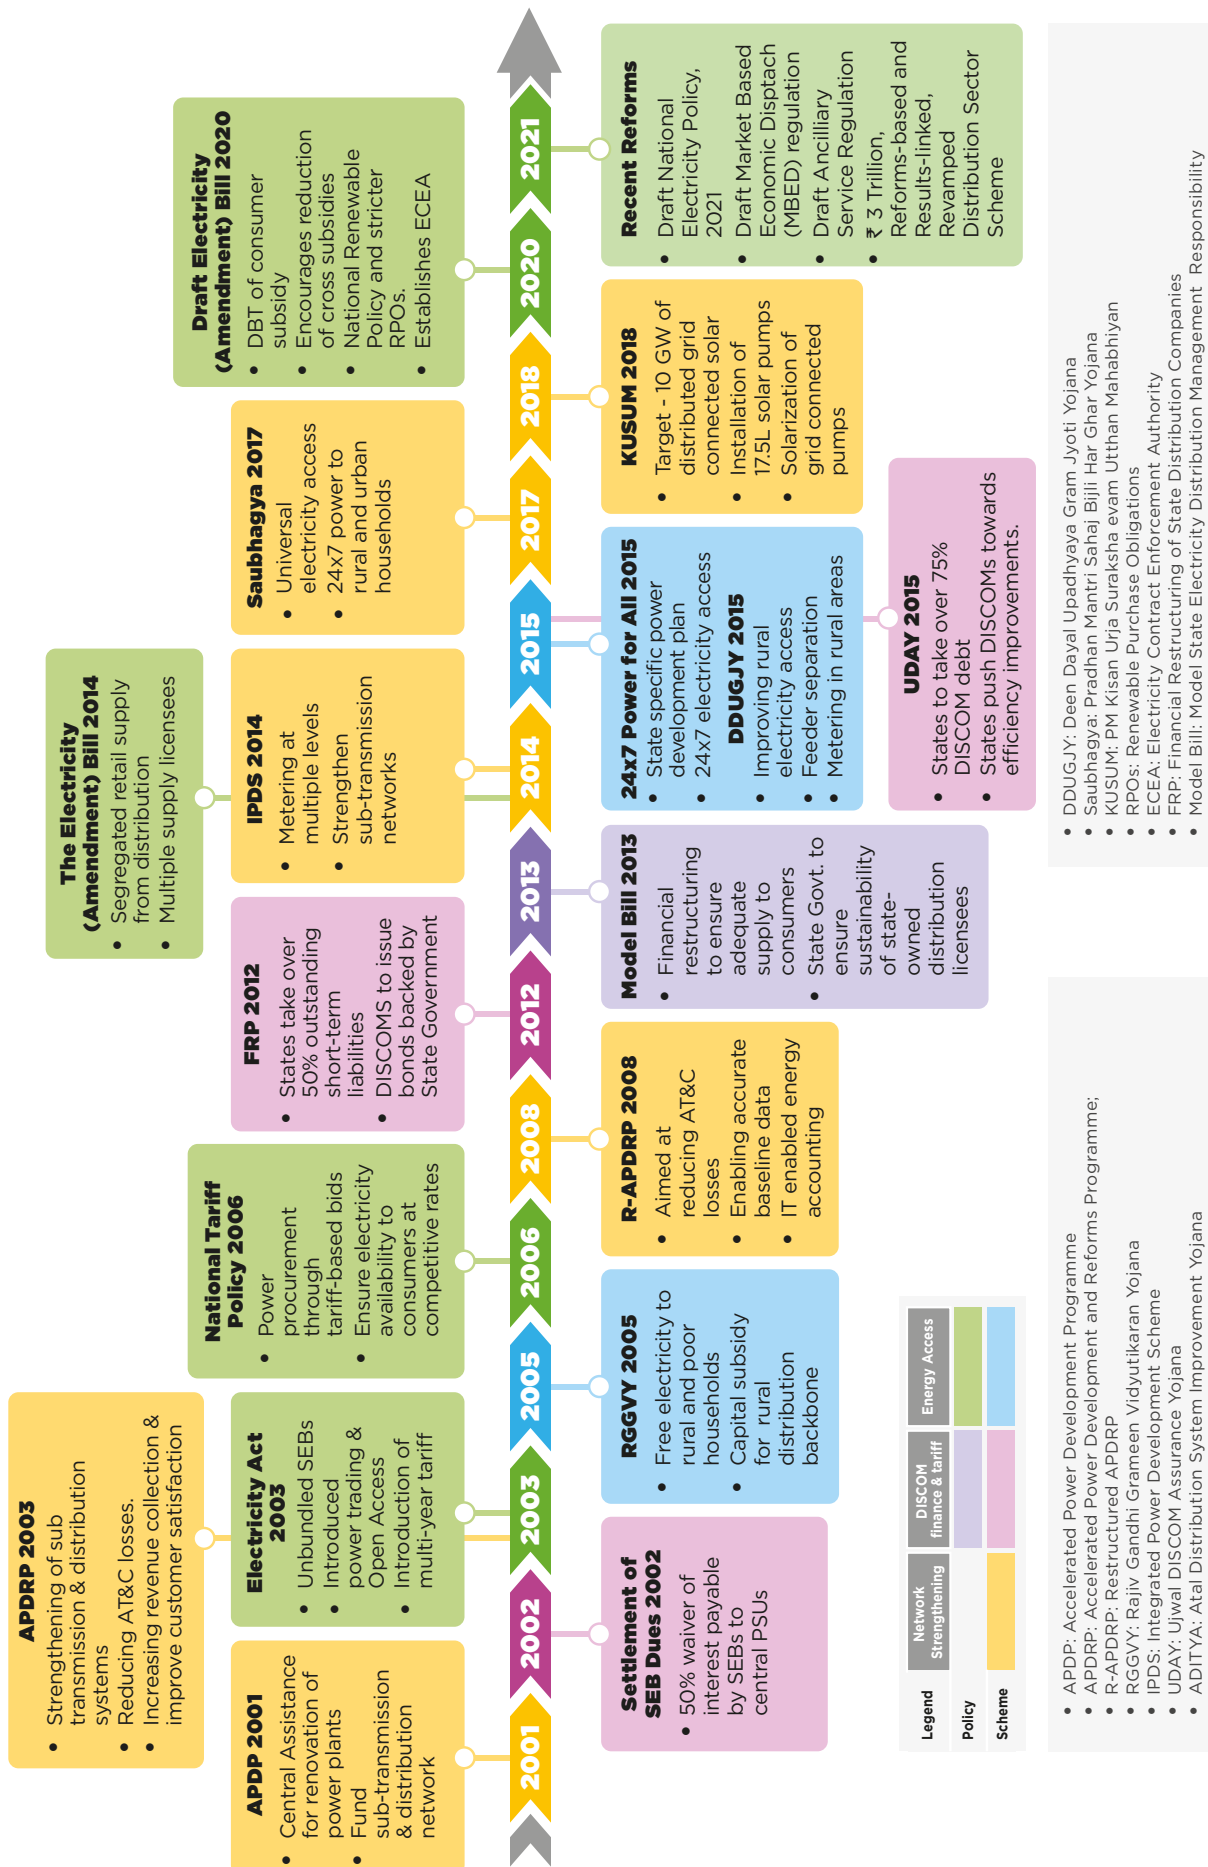 APDRP 2003
• Strengthening of sub
transmission & distribution
systems
• Reducing AT&C losses.
• Increasing revenue collection &
improve customer satisfaction
The Electricity
(Amendment) Bill 2014
• Segregated retail supply
from distribution
• Multiple supply licensees
APDP 2001
• Central Assistance
for renovation of
power plants
• Fund
sub-transmission
& distribution
network
Electricity Act
2003
• Unbundled SEBs
• Introduced
power trading &
Open Access
• Introduction of
multi-year tariff
National Tariff
Policy 2006
• Power
procurement
through
tariff-based bids
• Ensure electricity
availability to
consumers at
competitive rates
FRP 2012
• States take over
50% outstanding
short-term
liabilities
• DISCOMS to issue
bonds backed by
State Government
IPDS 2014
• Metering at
multiple levels
• Strengthen
sub-transmission
networks
Saubhagya 2017
• Universal
electricity access
• 24x7 power to
rural and urban
households
Draft Electricity
(Amendment) Bill 2020
• DBT of consumer
subsidy
• Encourages reduction
of cross subsidies
• National Renewable
Policy and stricter
RPOs.
• Establishes ECEA
2001
2002
2003
2005
2006
2008
2012
2013
2014
2015
2017
2018
2020
2021
Settlement of
SEB Dues 2002
• 50% waiver of
interest payable
by SEBs to
central PSUs
RGGVY 2005
• Free electricity to
rural and poor
households
• Capital subsidy
for rural
distribution
backbone
R-APDRP 2008
• Aimed at
reducing AT&C
losses
• Enabling accurate
baseline data
• IT enabled energy
accounting
Model Bill 2013
• Financial
restructuring
to ensure
adequate
supply to
consumers
• State Govt. to
ensure
sustainability
of state-
owned
distribution
licensees
24x7 Power for All 2015
• State specific power
development plan
• 24x7 electricity access
DDUGJY 2015
• Improving rural
electricity access
• Feeder separation
• Metering in rural areas
UDAY 2015
• States to take over 75%
DISCOM debt
• States push DISCOMs towards
efficiency improvements.
KUSUM 2018
• Target - 10 GW of
distributed grid
connected solar
• Installation of
17.5L solar pumps
• Solarization of
grid connected
pumps
Recent Reforms
• Draft National
Electricity Policy,
2021
• Draft Market Based
Economic Disptach
(MBED) regulation
• Draft Ancilliary
Service Regulation
• ₹ 3 Trillion,
Reforms-based and
Results-linked,
Revamped
Distribution Sector
Scheme
Legend
Network
Strengthening
DISCOM
finance & tariff
Energy Access
Policy
Scheme
• APDP: Accelerated Power Development Programme
• APDRP: Accelerated Power Development and Reforms Programme;
• R-APDRP: Restructured APDRP
• RGGVY: Rajiv Gandhi Grameen Vidyutikaran Yojana
• IPDS: Integrated Power Development Scheme
• UDAY: Ujwal DISCOM Assurance Yojana
• ADITYA: Atal Distribution System Improvement Yojana
• DDUGJY: Deen Dayal Upadhyaya Gram Jyoti Yojana
• Saubhagya: Pradhan Mantri Sahaj Bijli Har Ghar Yojana
• KUSUM: PM Kisan Urja Suraksha evam Utthan Mahabhiyan
• RPOs: Renewable Purchase Obligations
• ECEA: Electricity Contract Enforcement Authority
• FRP: Financial Restructuring of State Distribution Companies
• Model Bill: Model State Electricity Distribution Management Responsibility